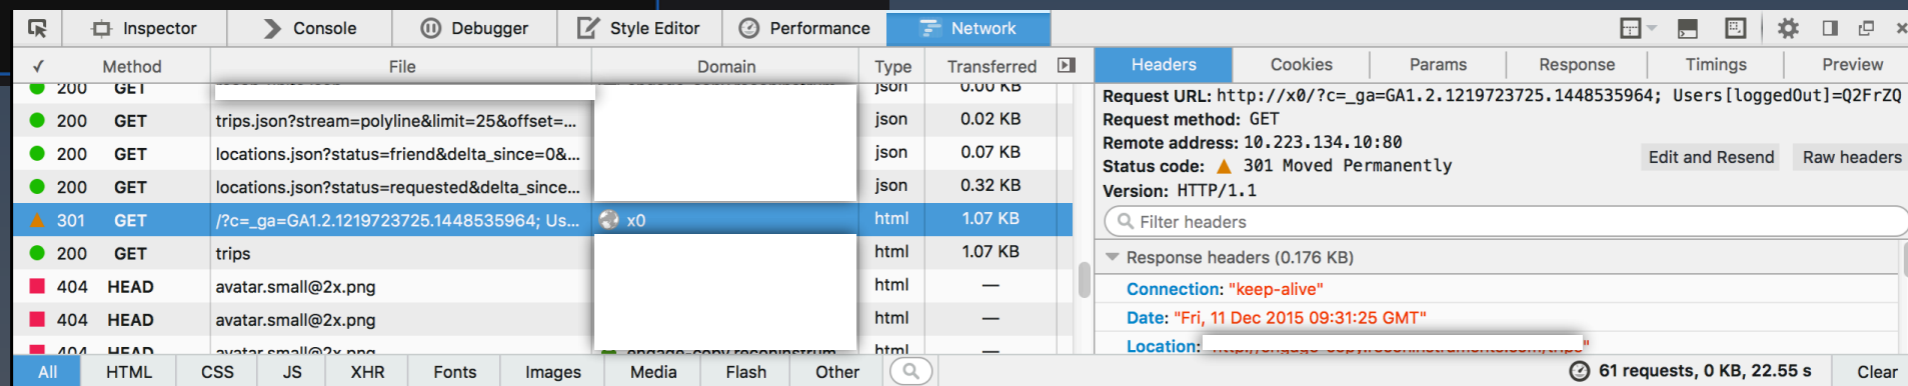 Inspector Console Debugger Style Editor Performance Network
✓ Method File Domain Type Transferred
Headers Cookies Params Response Timings Preview
200 GET json 0.00 KB
200 GET trips.json?stream=polyline&limit=25&offset=... json 0.02 KB
200 GET locations.json?status=friend&delta_since=0&... json 0.07 KB
200 GET locations.json?status=requested&delta_since... json 0.32 KB
301 GET /?c=_ga=GA1.2.1219723725.1448535964; Us... x0 html 1.07 KB
200 GET trips html 1.07 KB
404 HEAD avatar.small@2x.png html —
404 HEAD avatar.small@2x.png html —
404 HEAD avatar.small@2x.png html —
Request URL: http://x0/?c=_ga=GA1.2.1219723725.1448535964; Users[loggedOut]=Q2FrZQ
Request method: GET
Remote address: 10.223.134.10:80
Status code: 301 Moved Permanently
Edit and Resend Raw headers
Version: HTTP/1.1
Filter headers
Response headers (0.176 KB)
Connection: "keep-alive"
Date: "Fri, 11 Dec 2015 09:31:25 GMT"
Location:
All HTML CSS JS XHR Fonts Images Media Flash Other
61 requests, 0 KB, 22.55 s Clear